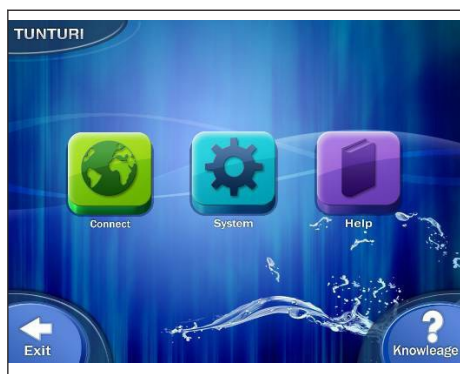 TUNTURI
Connect
System
Help
Exit
Knowleage